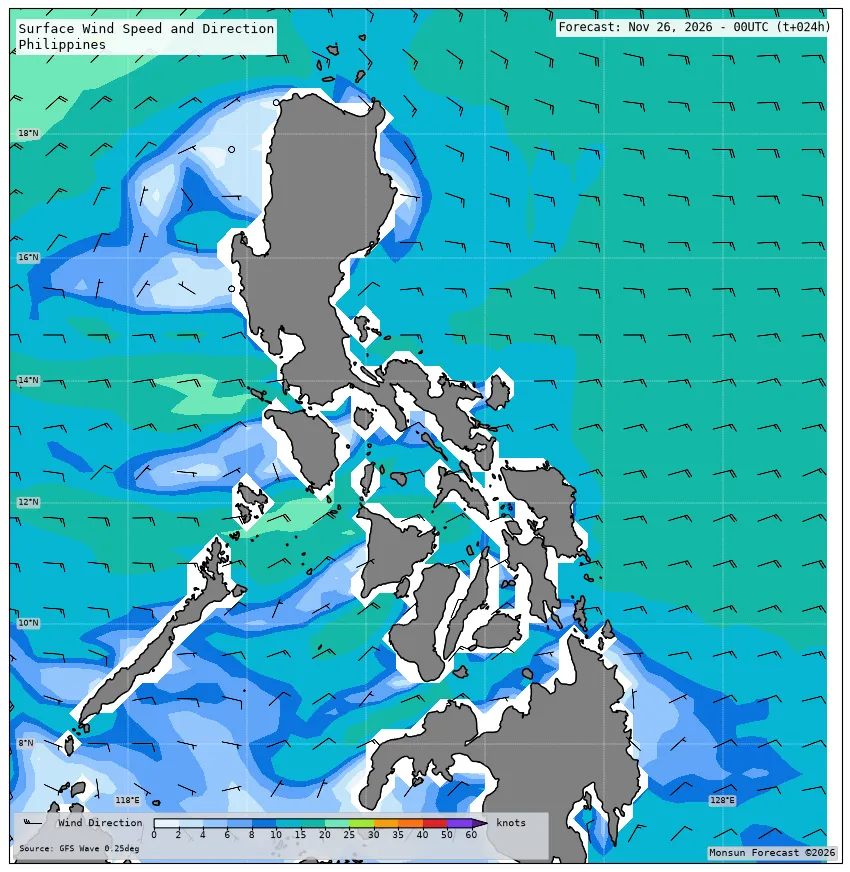 Surface Wind Speed and Direction
Philippines
Forecast: Nov 26, 2026 - 00UTC (t+024h)
18°N
16°N
14°N
12°N
10°N
8°N
118°E
128°E
Wind Direction
knots
0 2 4 6 8 10 15 20 25 30 35 40 50 60
Source: GFS Wave 0.25deg
Monsun Forecast ©2026